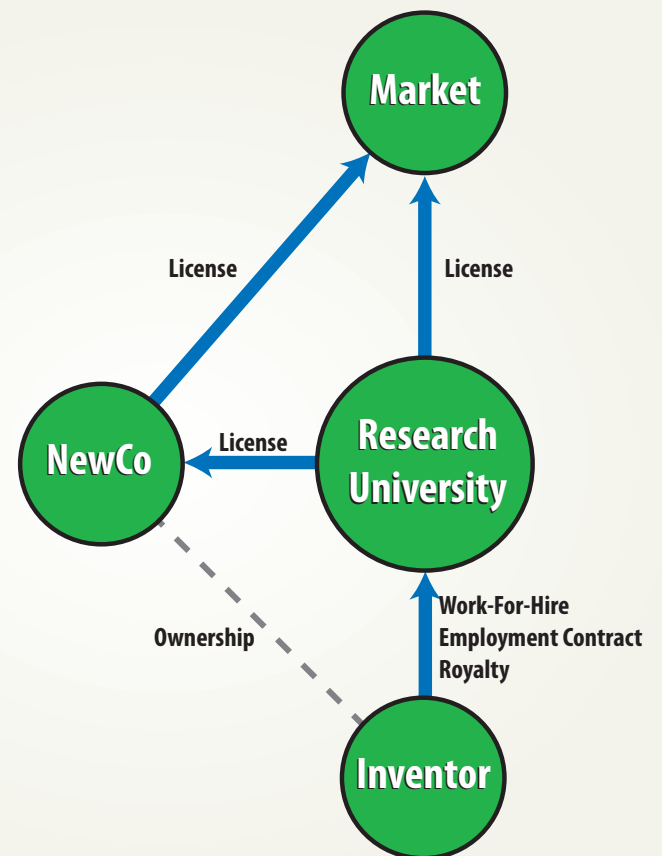 Market
License
License
NewCo
License
Research
University
Ownership
Work-For-Hire
Employment Contract
Royalty
Inventor